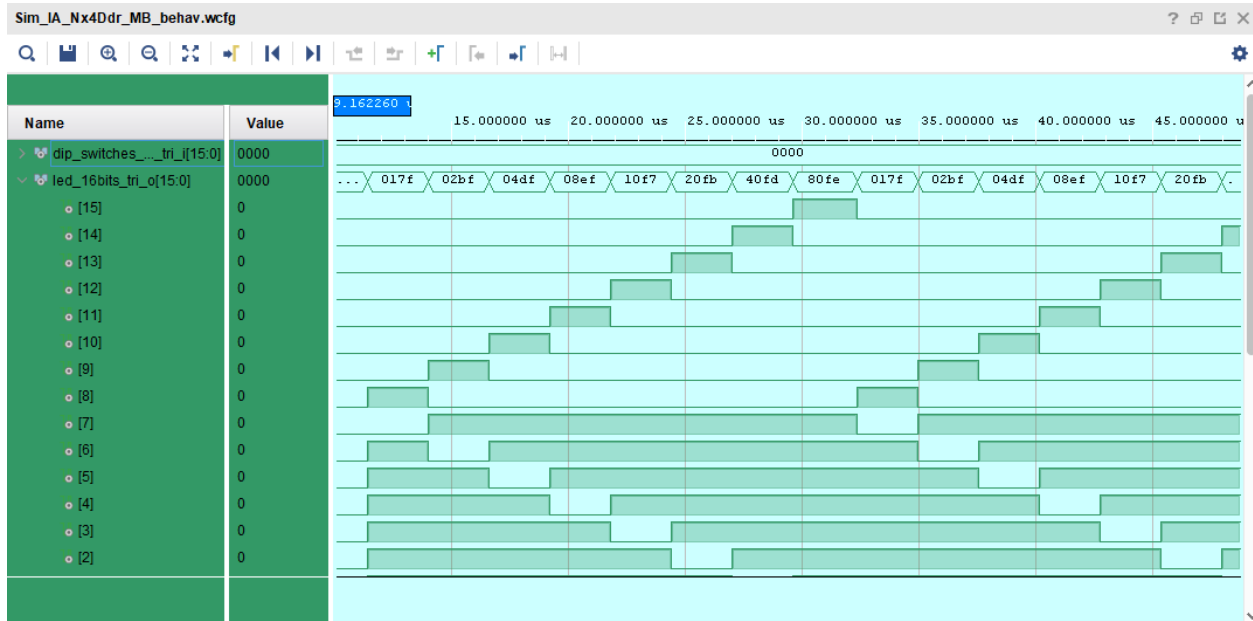 Sim_IA_Nx4Ddr_MB_behav.wcfg
9.162260 u
15.000000 us 20.000000 us 25.000000 us 30.000000 us 35.000000 us 40.000000 us 45.000000 u
Name Value
dip_switches_..._tri_i[15:0] 0000 0000
led_16bits_tri_o[15:0] 0000 ... 017f 02bf 04df 08ef 10f7 20fb 40fd 80fe 017f 02bf 04df 08ef 10f7 20fb .
[15] 0
[14] 0
[13] 0
[12] 0
[11] 0
[10] 0
[9] 0
[8] 0
[7] 0
[6] 0
[5] 0
[4] 0
[3] 0
[2] 0